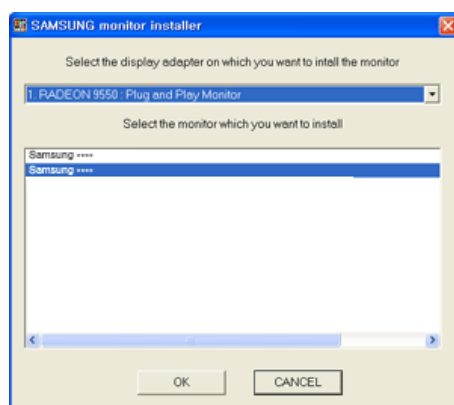 SAMSUNG monitor installer
Select the display adapter on which you want to intall the monitor
1. RADEON 9550 : Plug and Play Monitor
Select the monitor which you want to install
Samsung ****
Samsung ****
OK CANCEL